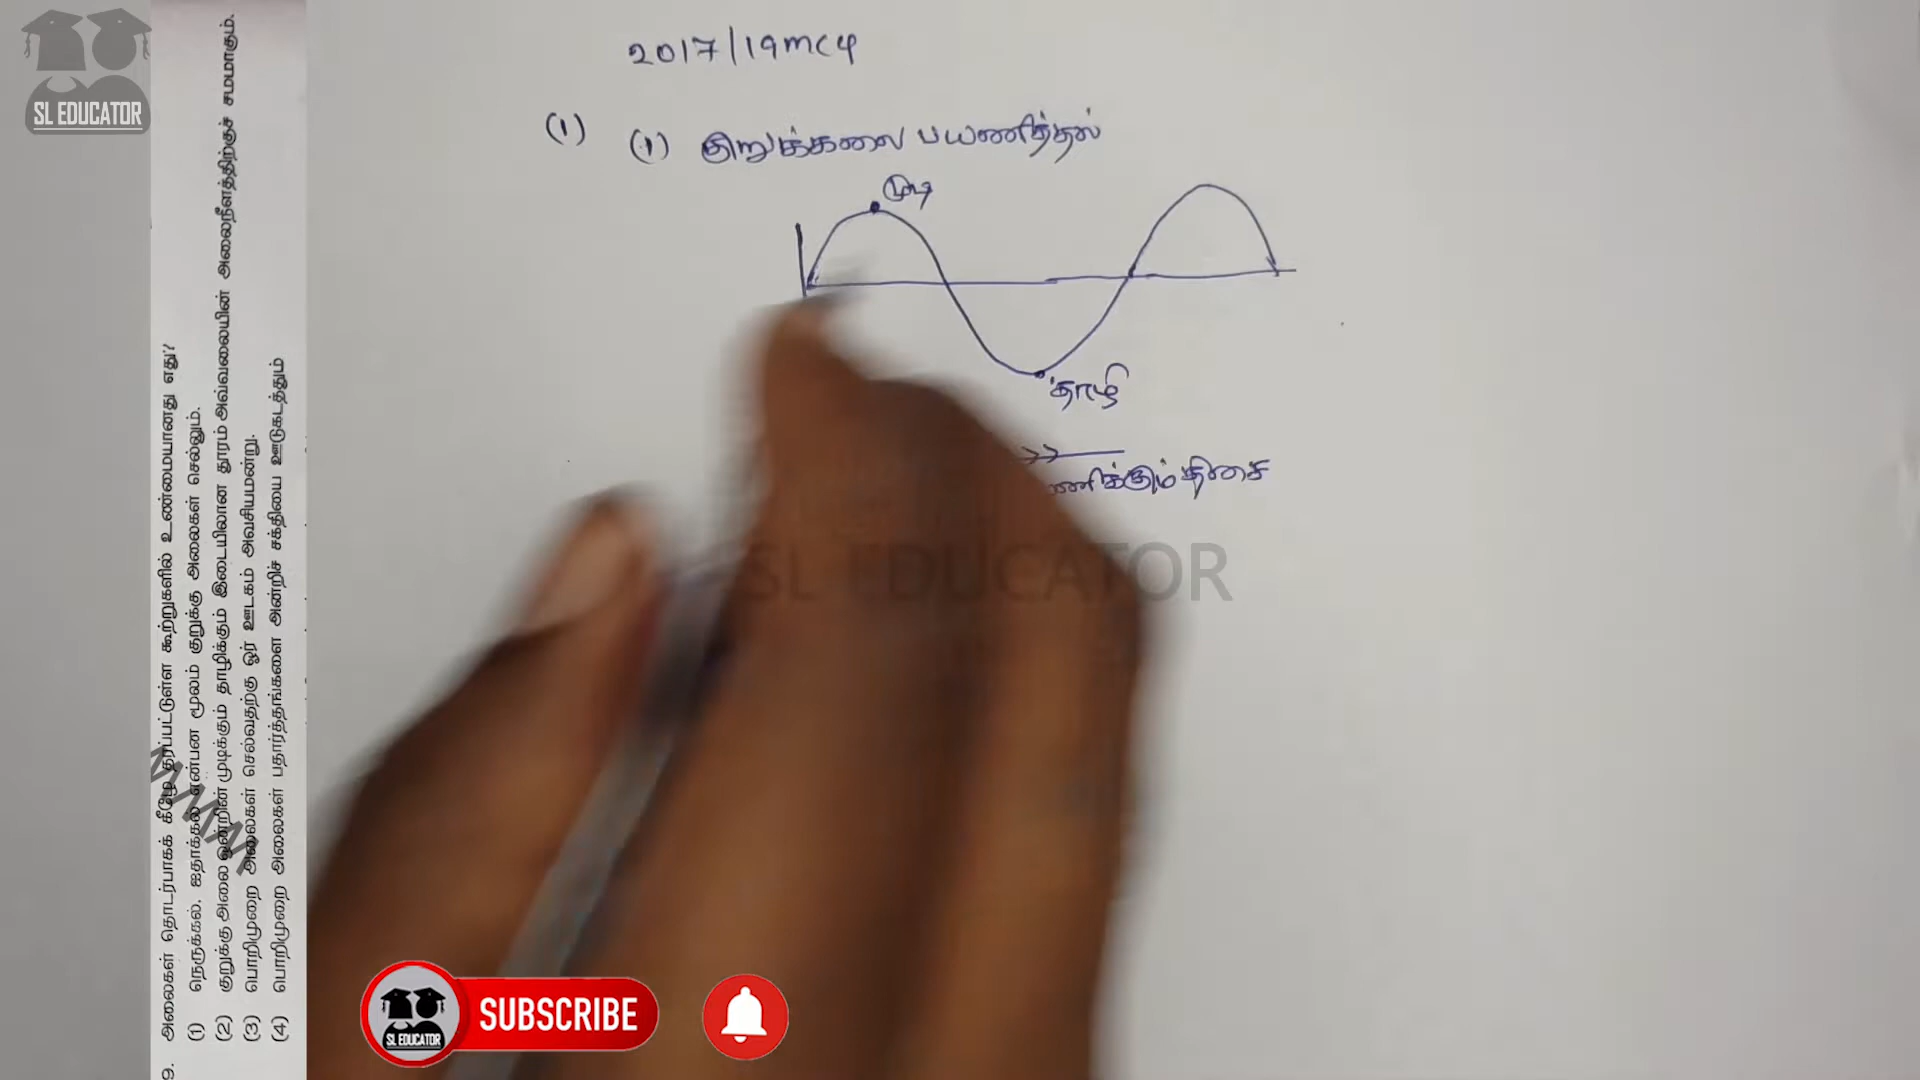 SL EDUCATOR
2017/19mcq
(1) (1) குறுக்கலை பயணித்தல்
முடி
தாழி
ணிக்கும் திசை
SL EDUCATOR
9. அலைகள் தொடர்பாகக் கீழே தரப்பட்டுள்ள கூற்றுகளில் உண்மையானது எது?
(1) நெருக்கல், ஐதாக்கல் என்பன மூலம் குறுக்கு அலைகள் செல்லும்.
(2) குறுக்கு அலை ஒன்றின் முடிக்கும் தாழிக்கும் இடையிலான தூரம் அவ்வலையின் அலைநீளத்திற்குச் சமமாகும்.
(3) பொறிமுறை அலைகள் செல்வதற்கு ஓர் ஊடகம் அவசியமன்று.
(4) பொறிமுறை அலைகள் பதார்த்தங்களை அன்றிச் சக்தியை ஊடுகடத்தும்
SL EDUCATOR
SUBSCRIBE